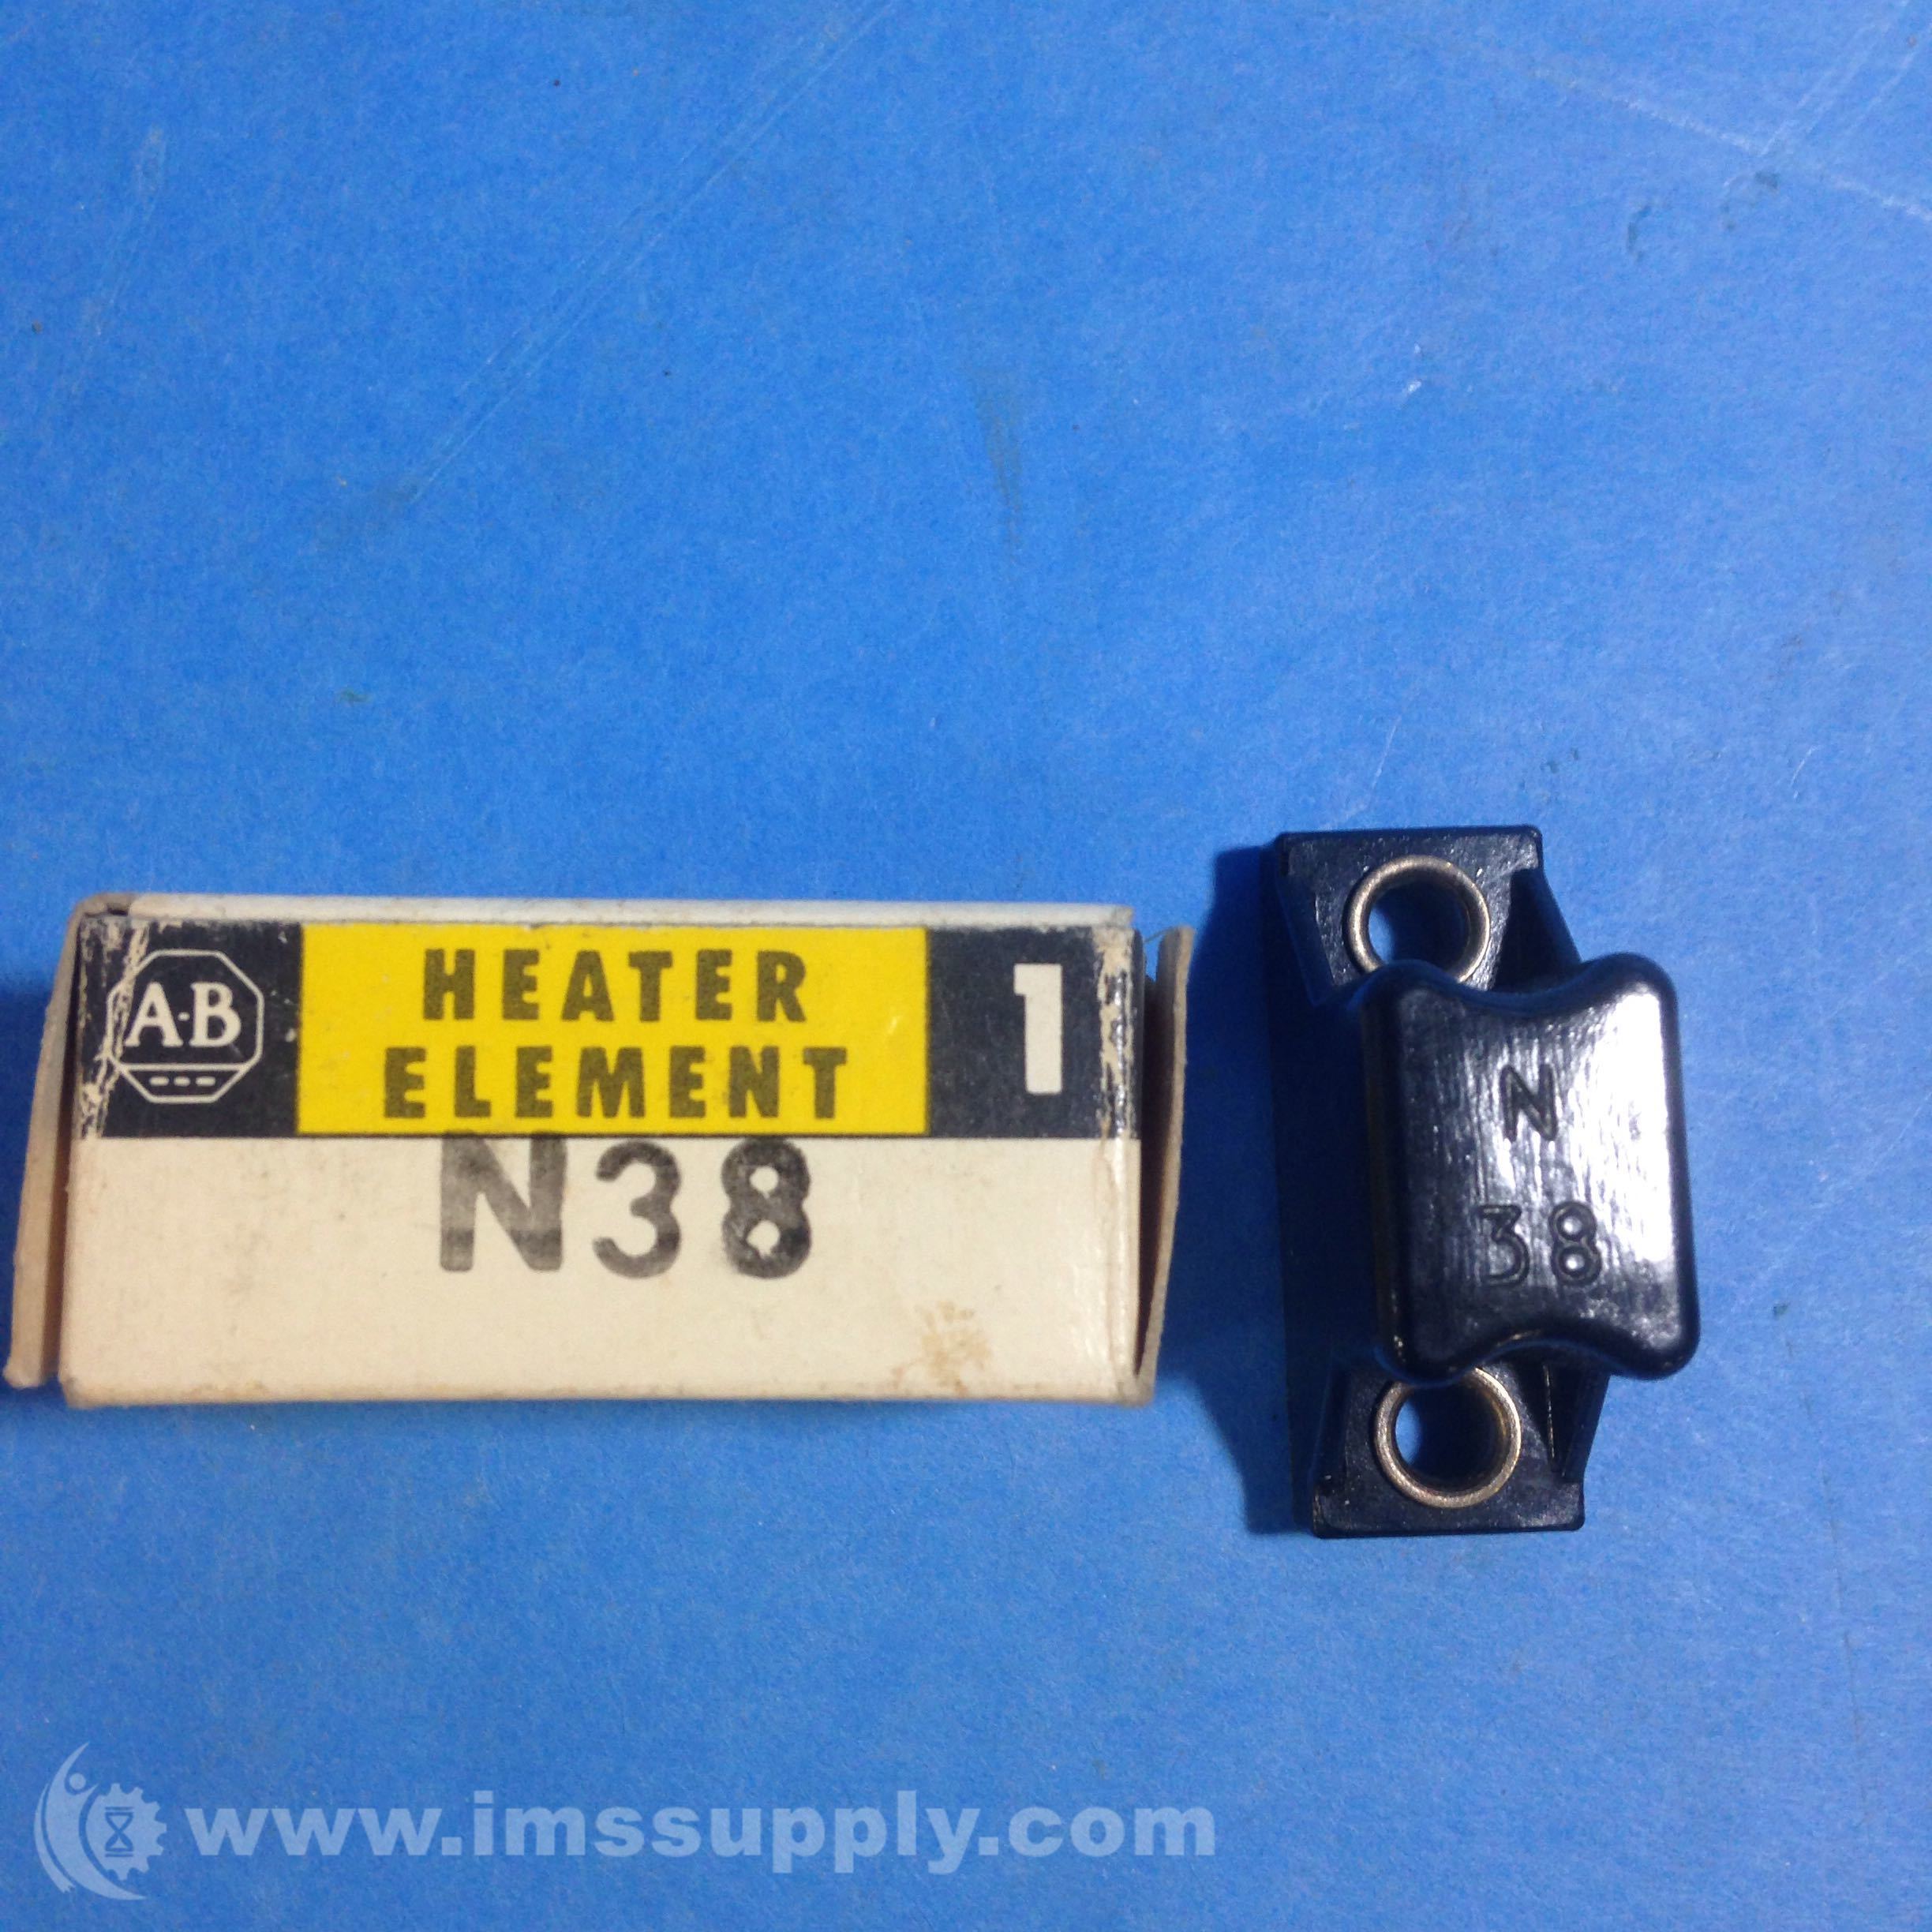 A-B
HEATER
ELEMENT
1
N38
N
38
www.imssupply.com